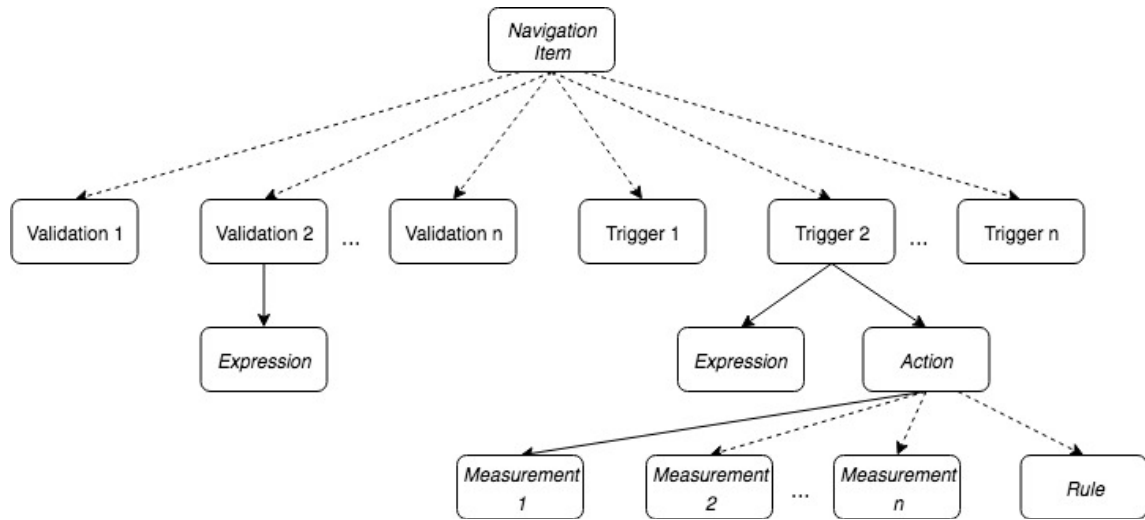 Navigation
Item
Validation 1
Validation 2
...
Validation n
Trigger 1
Trigger 2
...
Trigger n
Expression
Expression
Action
Measurement
1
Measurement
2
...
Measurement
n
Rule